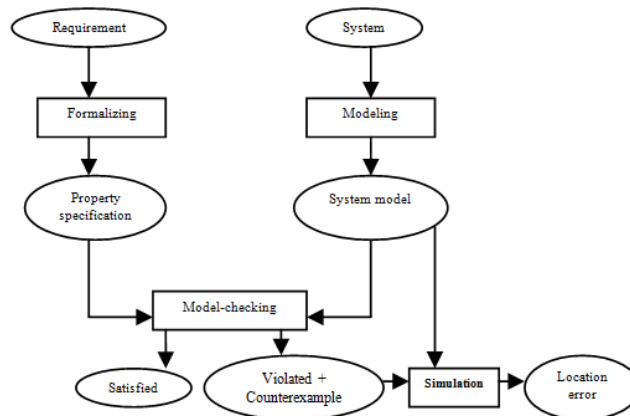 Requirement
System
Formalizing
Modeling
Property
specification
System model
Model-checking
Satisfied
Violated +
Counterexample
Simulation
Location
error